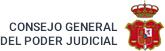 CONSEJO GENERAL
DEL PODER JUDICIAL